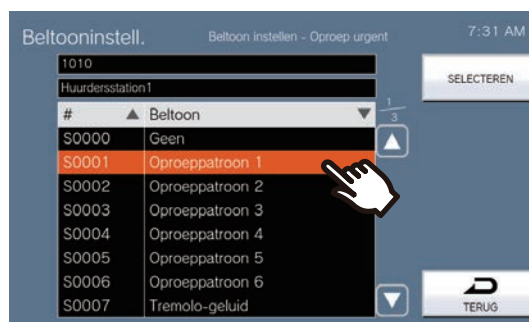 Beltooninstell. Beltoon instellen - Oproep urgent 7:31 AM
1010
Huurdersstation1
SELECTEREN
# ▲ Beltoon ▼ 1/3
S0000 Geen
S0001 Oproeppatroon 1
S0002 Oproeppatroon 2
S0003 Oproeppatroon 3
S0004 Oproeppatroon 4
S0005 Oproeppatroon 5
S0006 Oproeppatroon 6
S0007 Tremolo-geluid
TERUG